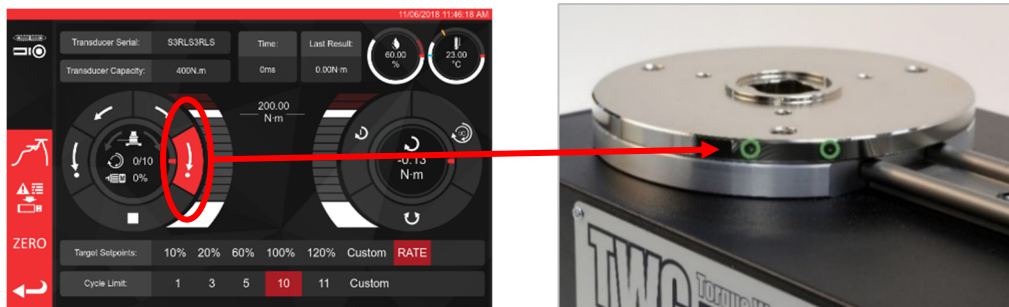 11/06/2018 11:46:18 AM
Transducer Serial: S3RLS3RLS Time: Last Result: 60.00 % 23.00 °C
Transducer Capacity: 400N.m 0ms 0.00N·m
200.00
N·m
0/10
0%
-0.13
N·m
ZERO
Target Setpoints: 10% 20% 60% 100% 120% Custom RATE
Cycle Limit: 1 3 5 10 11 Custom
TWC
Torque